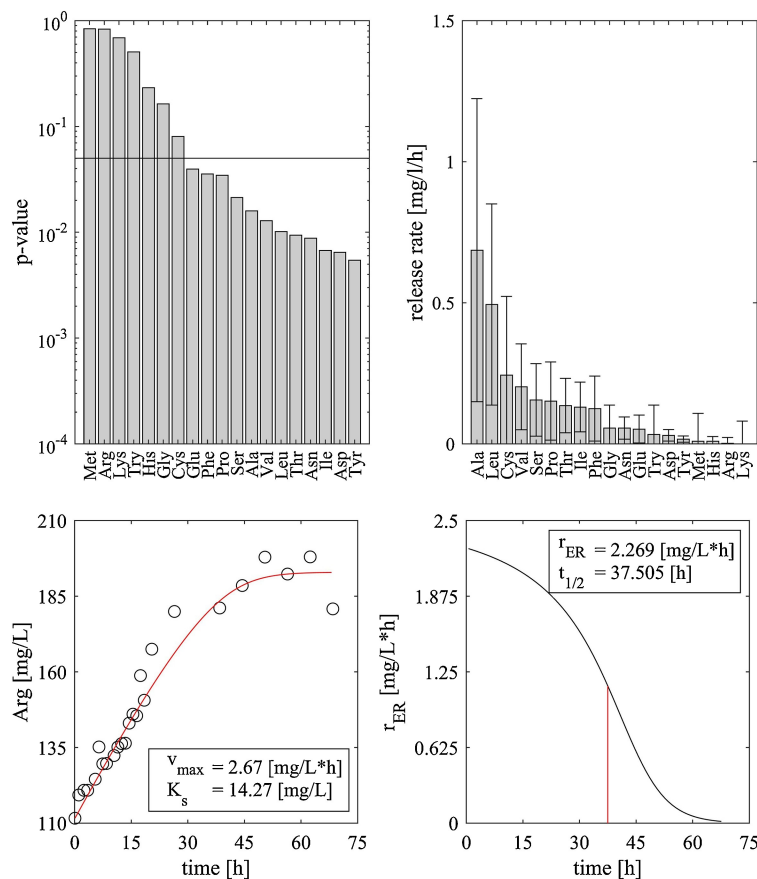 10^0
10^-1
10^-2
10^-3
10^-4
p-value
Met Arg Lys Try His Gly Cys Glu Phe Pro Ser Ala Val Leu Thr Asn Ile Asp Tyr
1.5
1
0.5
0
release rate [mg/l/h]
Ala Leu Cys Val Ser Pro Thr Ile Phe Gly Asn Glu Try Asp Tyr Met His Arg Lys
210
185
160
135
110
Arg [mg/L]
v_max = 2.67 [mg/L*h]
K_s = 14.27 [mg/L]
0 15 30 45 60 75
time [h]
2.5
1.875
1.25
0.625
0
r_ER [mg/L*h]
r_ER = 2.269 [mg/L*h]
t_1/2 = 37.505 [h]
0 15 30 45 60 75
time [h]